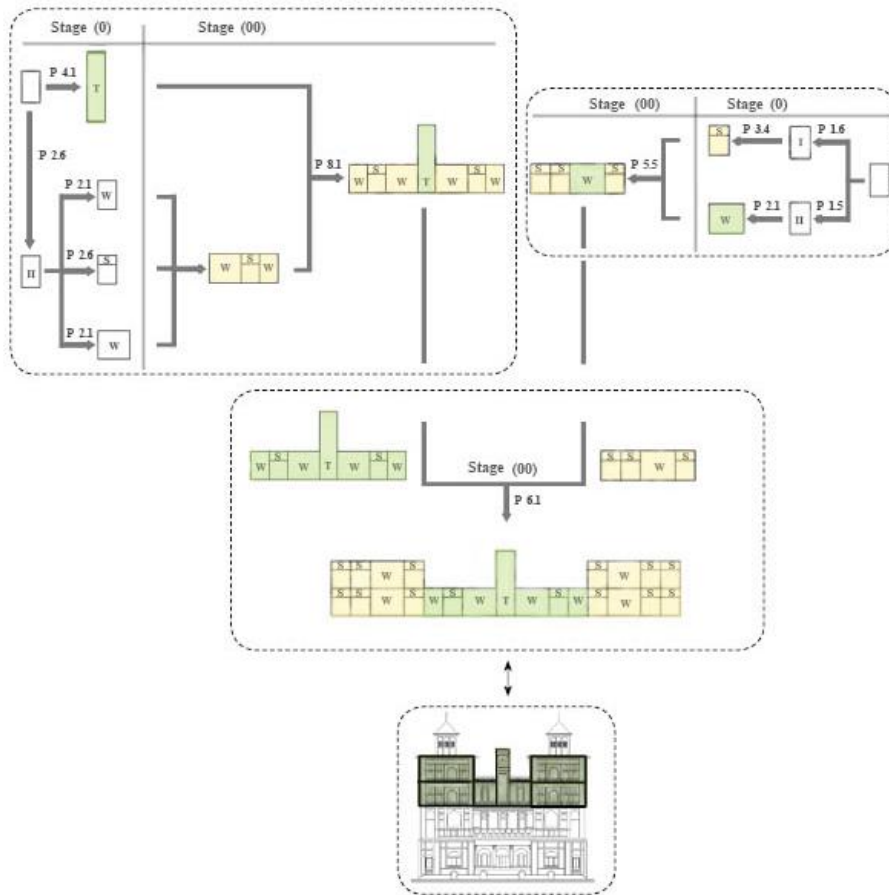 Stage (0) Stage (00)
P 4.1
T
P 2.6
P 8.1
S S
W W T W W
P 2.1
W
II
P 2.6
S
W S W
P 2.1
W
Stage (00) Stage (0)
S P 3.4 I P 1.6
S S W S P 5.5
W P 2.1 II P 1.5
S S
W W T W W
Stage (00)
S S W S
P 6.1
S S W S S W S S
S S W S W S W T W S W S W S S